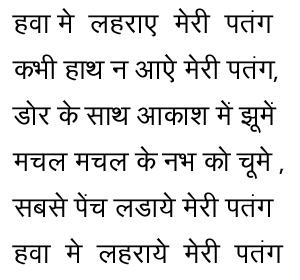 हवा मे लहराए मेरी पतंग
कभी हाथ न आऐ मेरी पतंग,
डोर के साथ आकाश में झूमें
मचल मचल के नभ को चूमे ,
सबसे पेंच लडाये मेरी पतंग
हवा मे लहराये मेरी पतंग